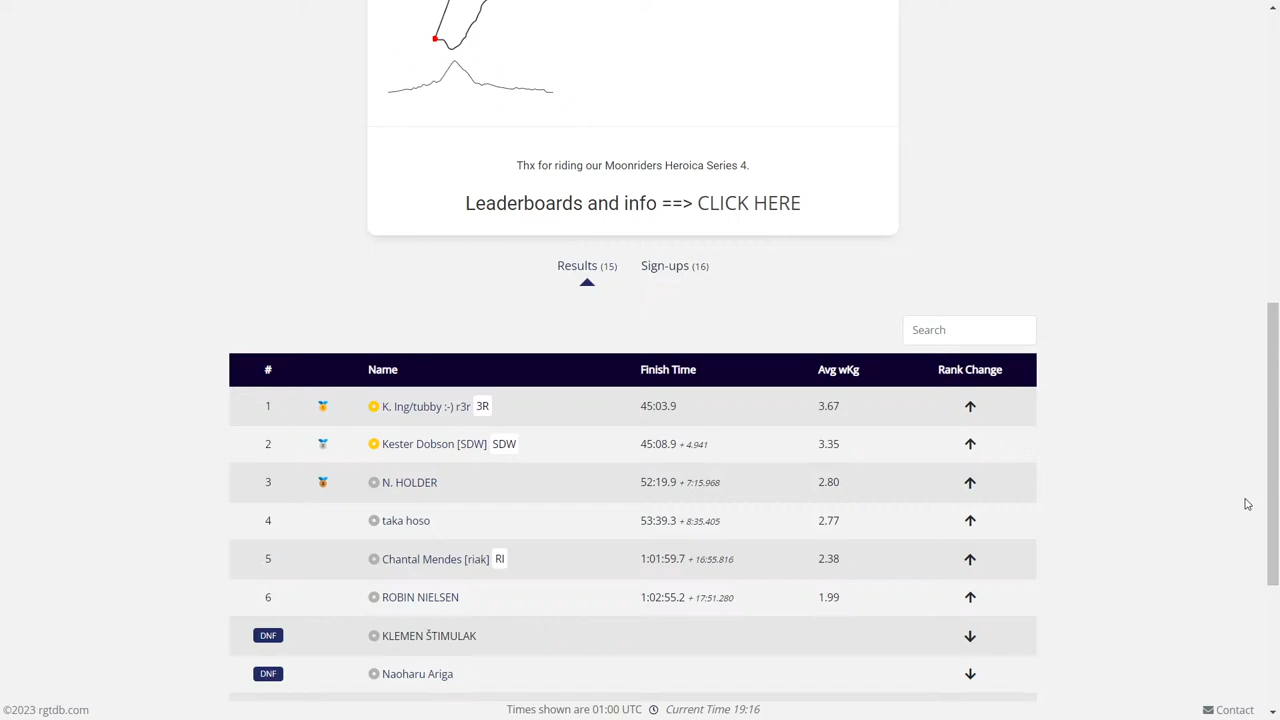 Thx for riding our Moonriders Heroica Series 4.
Leaderboards and info ==> CLICK HERE
Results (15) Sign-ups (16)
Search
# Name Finish Time Avg wKg Rank Change
1 K. Ing/tubby :-) r3r 3R 45:03.9 3.67
2 Kester Dobson [SDW] SDW 45:08.9 + 4.941 3.35
3 N. HOLDER 52:19.9 + 7:15.968 2.80
4 taka hoso 53:39.3 + 8:35.405 2.77
5 Chantal Mendes [riak] RI 1:01:59.7 + 16:55.816 2.38
6 ROBIN NIELSEN 1:02:55.2 + 17:51.280 1.99
DNF KLEMEN ŠTIMULAK
DNF Naoharu Ariga
©2023 rgtdb.com Times shown are 01:00 UTC Current Time 19:16 Contact